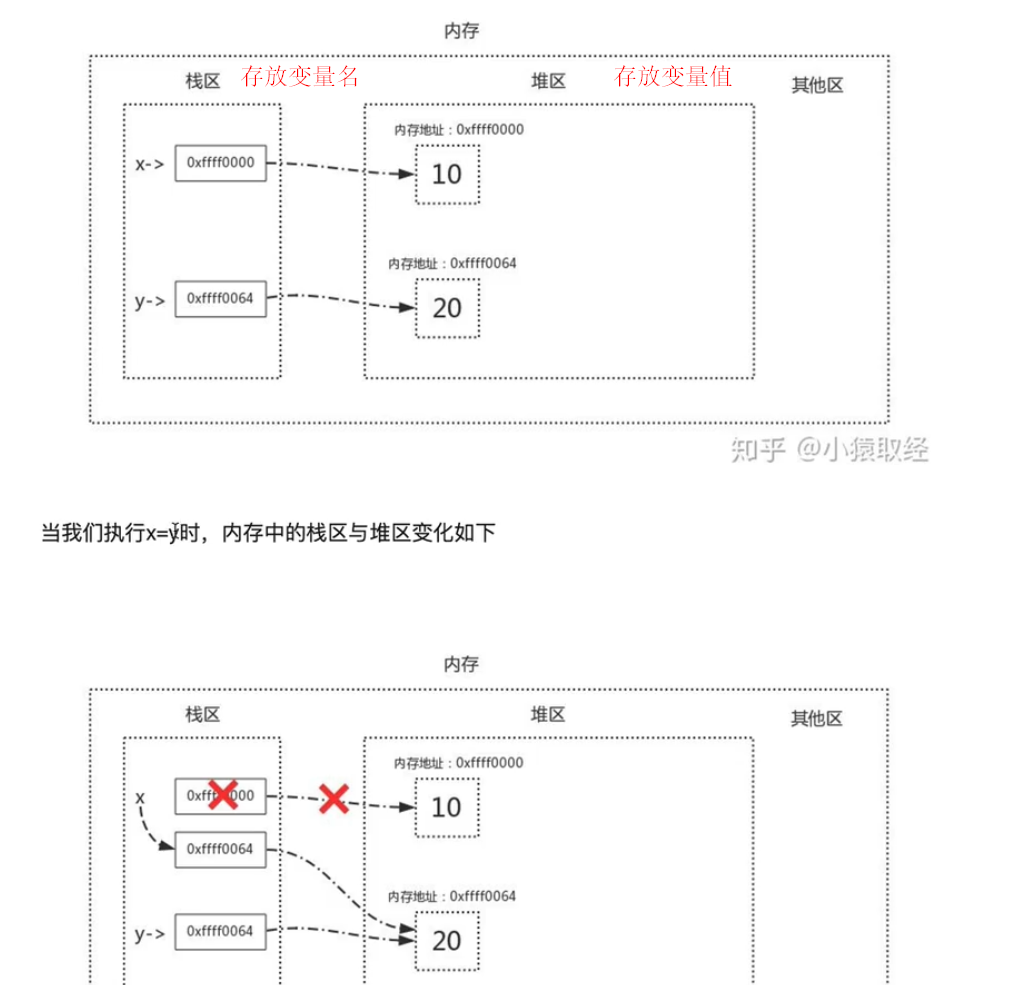 内存
栈区 存放变量名 堆区 存放变量值 其他区
内存地址：0xffff0000
x-> 0xffff0000 10
内存地址：0xffff0064
y-> 0xffff0064 20
知乎 @小猿取经
当我们执行x=y时，内存中的栈区与堆区变化如下
内存
栈区 堆区 其他区
内存地址：0xffff0000
x 0xffff0000 10
0xffff0064
内存地址：0xffff0064
y-> 0xffff0064 20